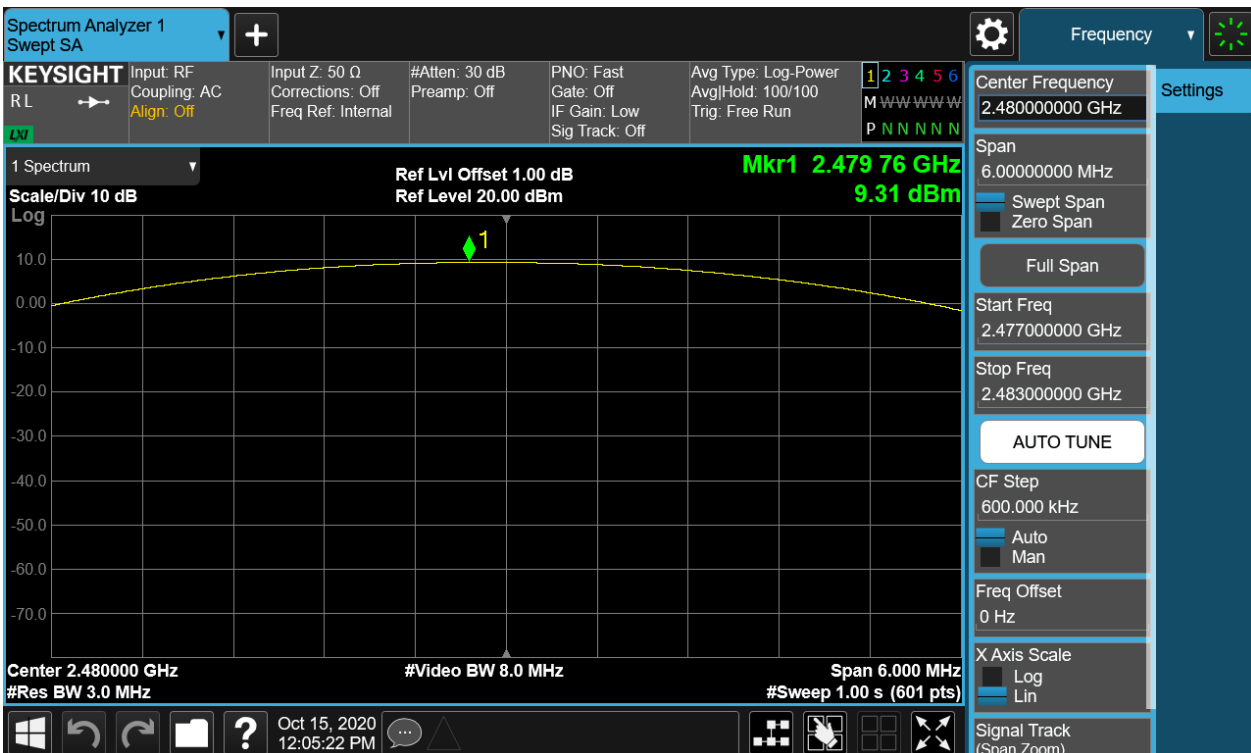 Spectrum Analyzer 1
Swept SA
Frequency
KEYSIGHT
R L
LXI
Input: RF
Coupling: AC
Align: Off
Input Z: 50 Ω
Corrections: Off
Freq Ref: Internal
#Atten: 30 dB
Preamp: Off
PNO: Fast
Gate: Off
IF Gain: Low
Sig Track: Off
Avg Type: Log-Power
Avg|Hold: 100/100
Trig: Free Run
1 2 3 4 5 6
M W W W W W
P N N N N N
1 Spectrum
Scale/Div 10 dB
Ref Lvl Offset 1.00 dB
Ref Level 20.00 dBm
Mkr1 2.479 76 GHz
9.31 dBm
Log
1
10.0
0.00
-10.0
-20.0
-30.0
-40.0
-50.0
-60.0
-70.0
Center 2.480000 GHz
#Res BW 3.0 MHz
#Video BW 8.0 MHz
Span 6.000 MHz
#Sweep 1.00 s (601 pts)
Center Frequency
2.480000000 GHz
Span
6.00000000 MHz
Swept Span
Zero Span
Full Span
Start Freq
2.477000000 GHz
Stop Freq
2.483000000 GHz
AUTO TUNE
CF Step
600.000 kHz
Auto
Man
Freq Offset
0 Hz
X Axis Scale
Log
Lin
Signal Track
(Span Zoom)
Settings
?
Oct 15, 2020
12:05:22 PM